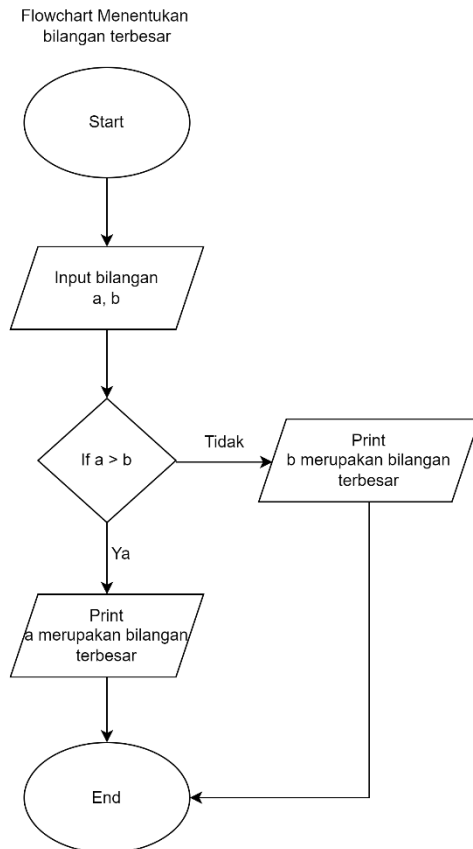 Flowchart Menentukan
bilangan terbesar
Start
Input bilangan
a, b
If a > b
Tidak
Print
b merupakan bilangan
terbesar
Ya
Print
a merupakan bilangan
terbesar
End